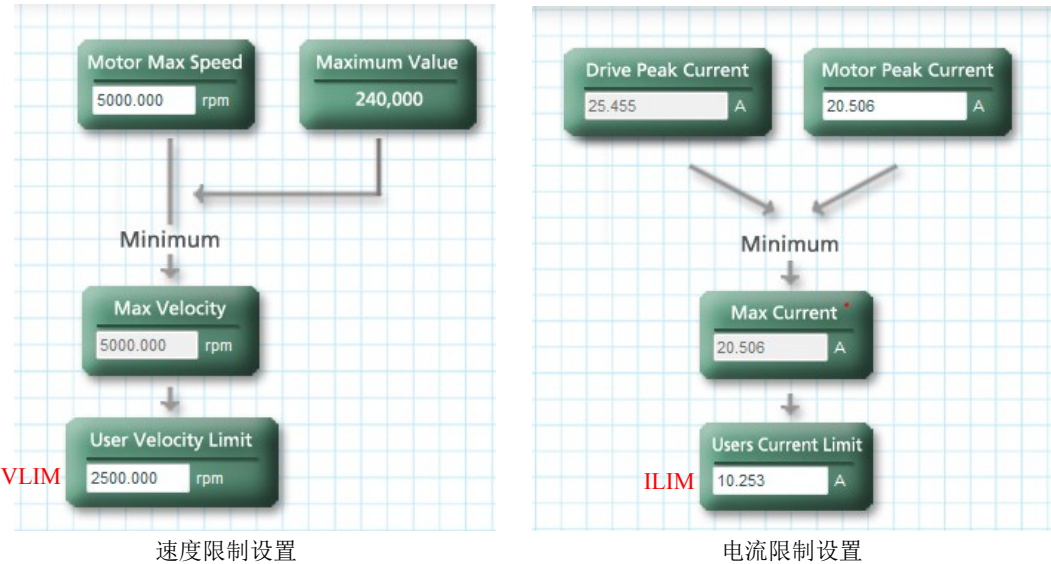 Motor Max Speed
5000.000 rpm
Maximum Value
240,000
Minimum
Max Velocity
5000.000 rpm
User Velocity Limit
VLIM 2500.000 rpm
速度限制设置
Drive Peak Current
25.455 A
Motor Peak Current
20.506 A
Minimum
Max Current
20.506 A
Users Current Limit
ILIM 10.253 A
电流限制设置